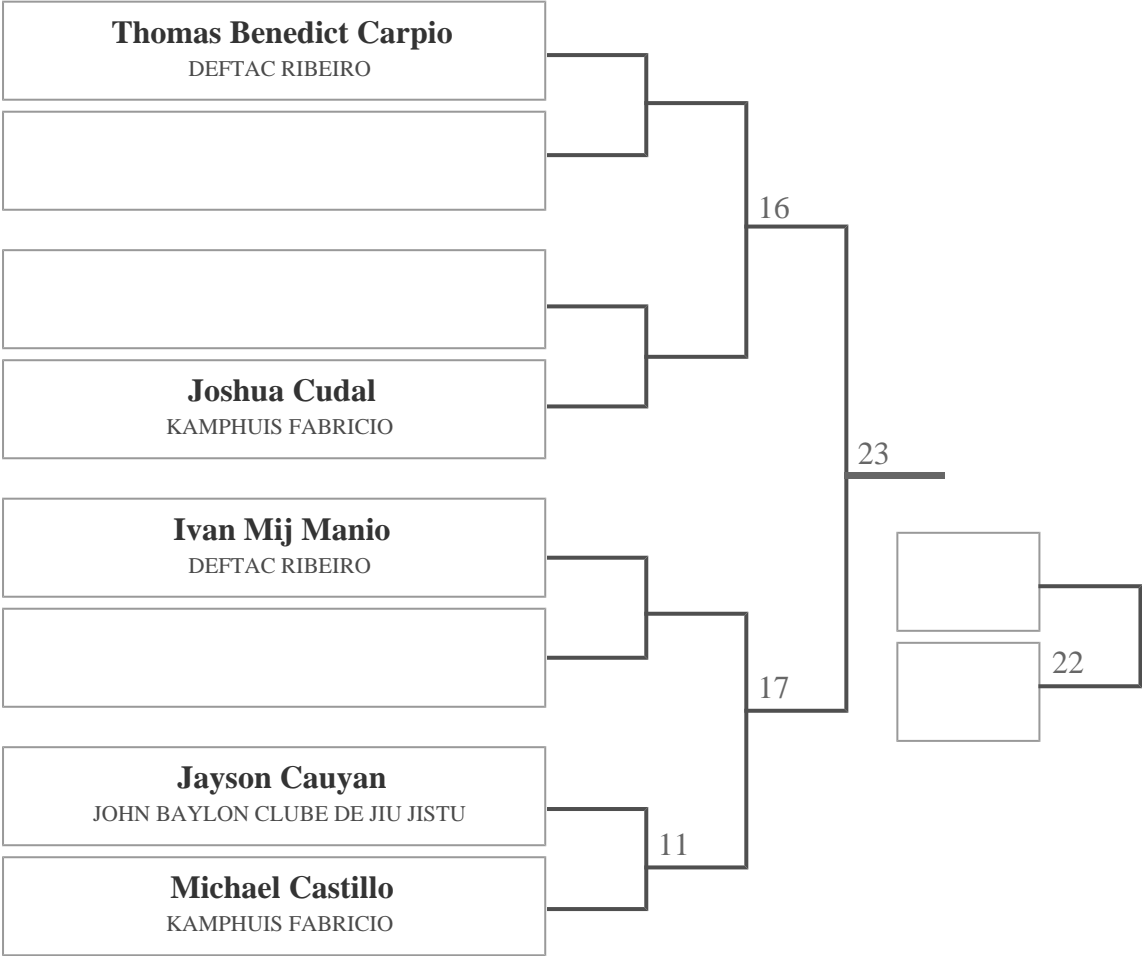 Thomas Benedict Carpio
DEFTAC RIBEIRO
16
Joshua Cudal
KAMPHUIS FABRICIO
23
Ivan Mij Manio
DEFTAC RIBEIRO
22
17
Jayson Cauyan
JOHN BAYLON CLUBE DE JIU JISTU
11
Michael Castillo
KAMPHUIS FABRICIO